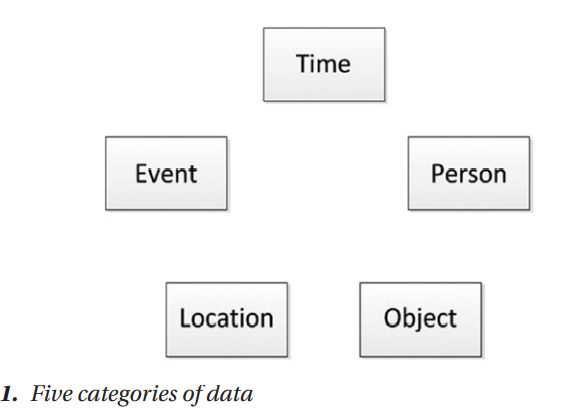 Time
Event
Person
Location
Object
1. Five categories of data